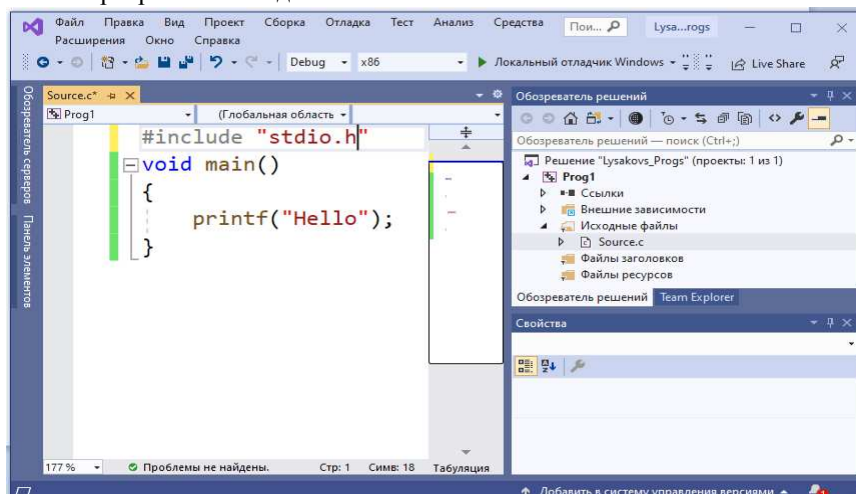 Файл Правка Вид Проект Сборка Отладка Тест Анализ Средства Пои... Lysa...rogs
Расширения Окно Справка
Debug x86 Локальный отладчик Windows Live Share
Обозреватель серверов
Панель элементов
Source.c*
Prog1 (Глобальная область
#include "stdio.h"
void main()
{
printf("Hello");
}
177 % Проблемы не найдены. Стр: 1 Симв: 18 Табуляция
Обозреватель решений
Обозреватель решений — поиск (Ctrl+;)
Решение "Lysakovs_Progs" (проекты: 1 из 1)
Prog1
Ссылки
Внешние зависимости
Исходные файлы
Source.c
Файлы заголовков
Файлы ресурсов
Обозреватель решений Team Explorer
Свойства
Добавить в систему управления версиями